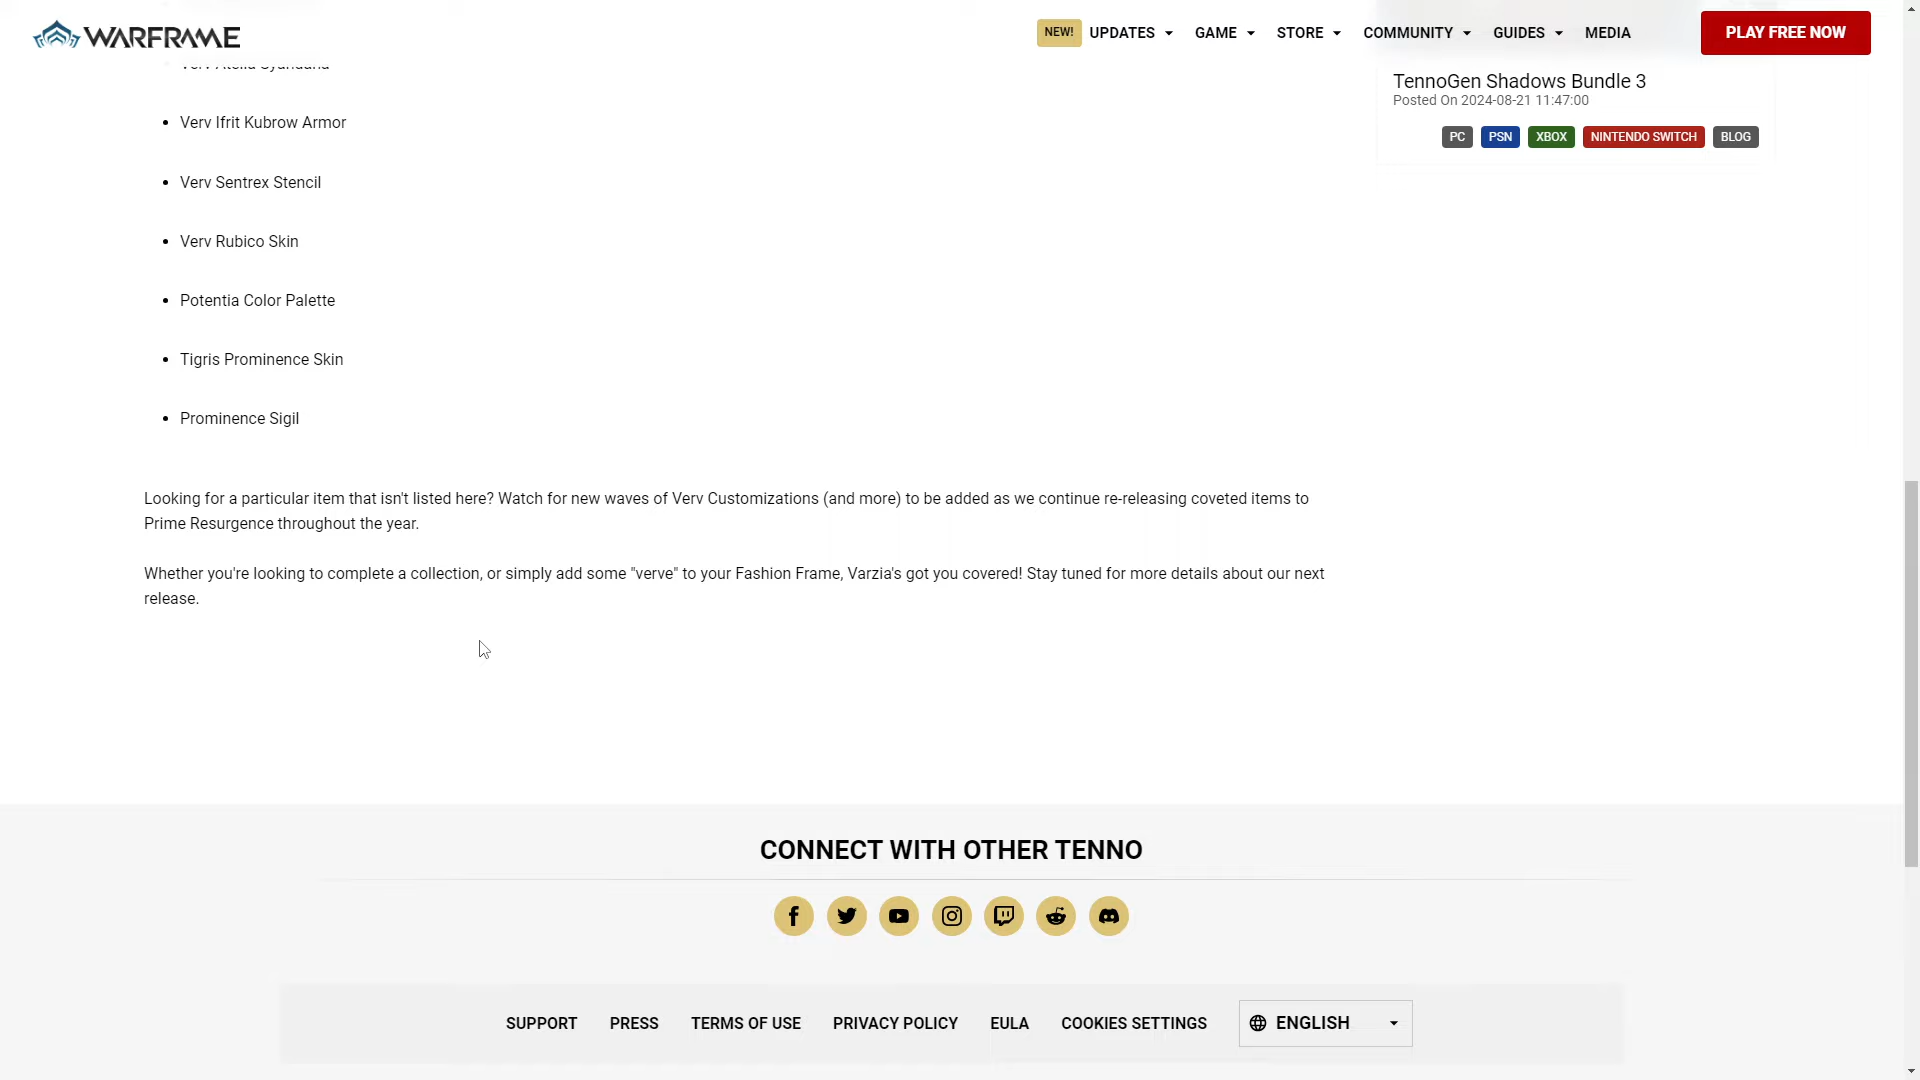 WARFRAME
NEW! UPDATES GAME STORE COMMUNITY GUIDES MEDIA PLAY FREE NOW
TennoGen Shadows Bundle 3
Posted On 2024-08-21 11:47:00
PC PSN XBOX NINTENDO SWITCH BLOG
Verv Ifrit Kubrow Armor
Verv Sentrex Stencil
Verv Rubico Skin
Potentia Color Palette
Tigris Prominence Skin
Prominence Sigil
Looking for a particular item that isn't listed here? Watch for new waves of Verv Customizations (and more) to be added as we continue re-releasing coveted items to
Prime Resurgence throughout the year.
Whether you're looking to complete a collection, or simply add some "verve" to your Fashion Frame, Varzia's got you covered! Stay tuned for more details about our next
release.
CONNECT WITH OTHER TENNO
SUPPORT PRESS TERMS OF USE PRIVACY POLICY EULA COOKIES SETTINGS ENGLISH